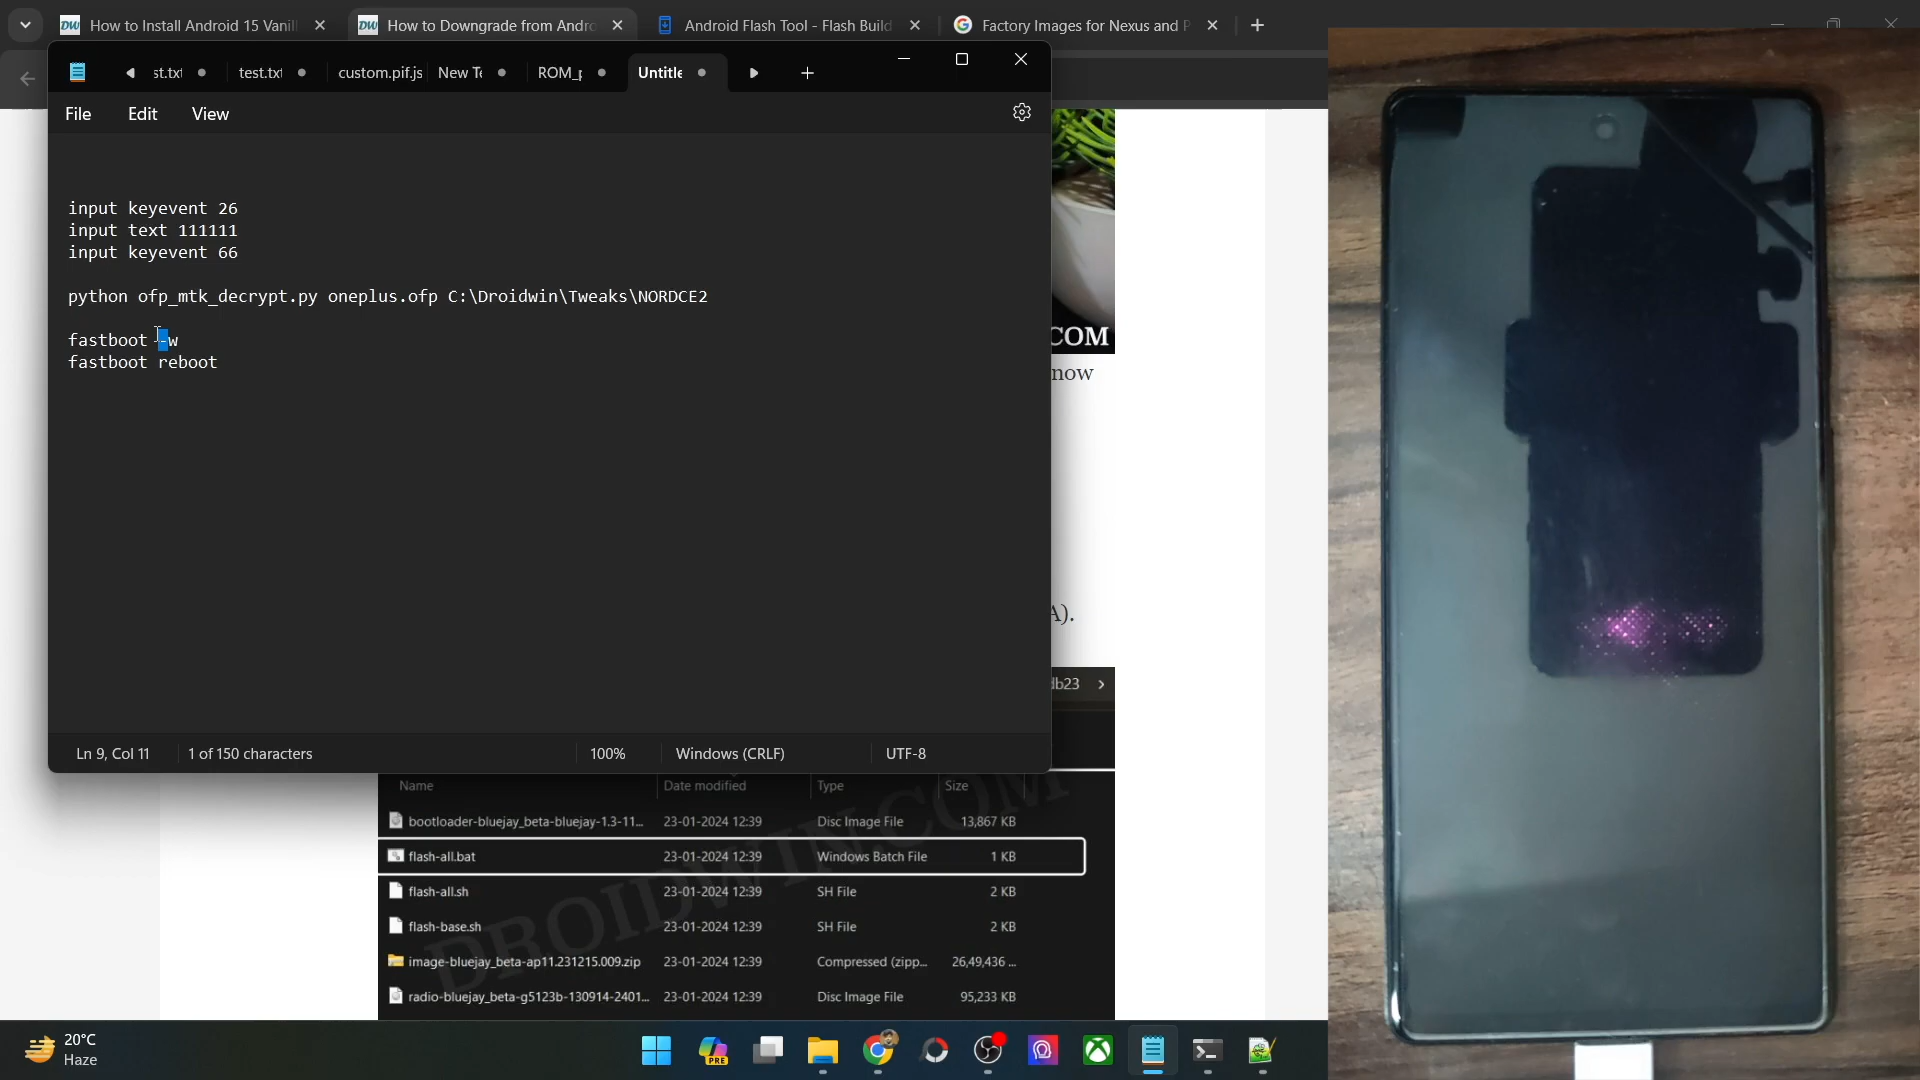 How to Install Android 15 Vanill
How to Downgrade from Andro
Android Flash Tool - Flash Build
Factory Images for Nexus and P
st.txt
test.txt
custom.pif.js
New Te
ROM_p
Untitle
File
Edit
View
input keyevent 26
input text 111111
input keyevent 66
python ofp_mtk_decrypt.py oneplus.ofp C:\Droidwin\Tweaks\NORDCE2
fastboot -w
fastboot reboot
COM
now
A).
db23
Ln 9, Col 11
1 of 150 characters
100%
Windows (CRLF)
UTF-8
Name Date modified Type Size
bootloader-bluejay_beta-bluejay-1.3-11... 23-01-2024 12:39 Disc Image File 13,867 KB
flash-all.bat 23-01-2024 12:39 Windows Batch File 1 KB
flash-all.sh 23-01-2024 12:39 SH File 2 KB
flash-base.sh 23-01-2024 12:39 SH File 2 KB
image-bluejay_beta-ap11.231215.009.zip 23-01-2024 12:39 Compressed (zipp... 26,49,436 ...
radio-bluejay_beta-g5123b-130914-2401... 23-01-2024 12:39 Disc Image File 95,233 KB
DROIDWIN.COM
20°C
Haze
PRE